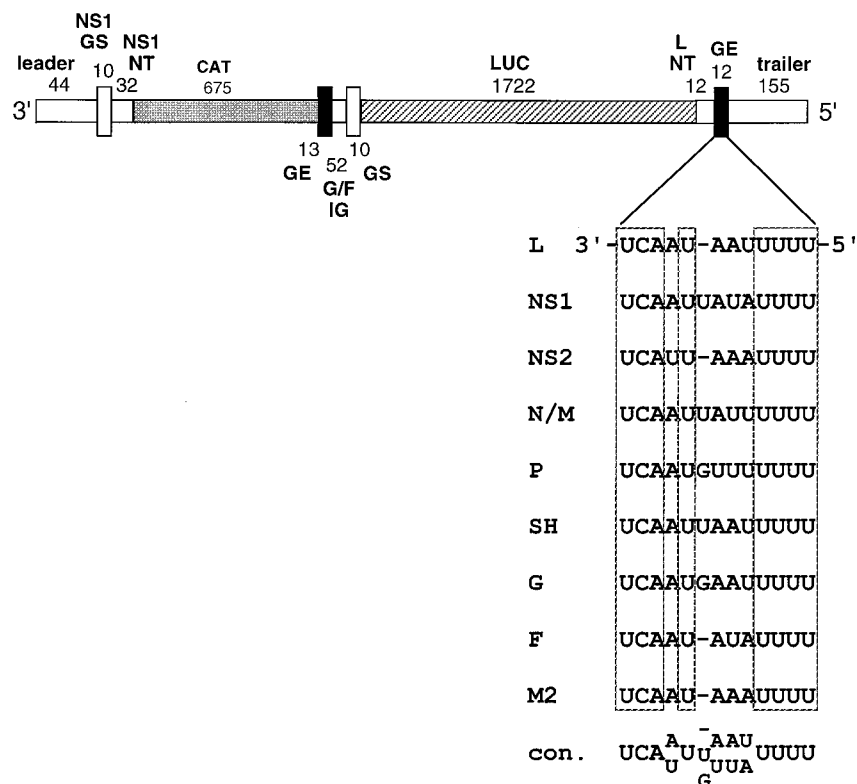 NS1
GS
NS1
NT
L
NT
GE
leader
44
10
32
CAT
675
LUC
1722
12
12
trailer
155
3'
5'
13
GE
52
G/F
IG
10
GS
L 3'-UCAAU-AAUUUUU-5'
NS1 UCAAUUAUAUUUU
NS2 UCAUU-AAAUUUU
N/M UCAAUUAUUUUUU
P UCAAUGUUUUUUU
SH UCAAUUAAUUUUU
G UCAAUGAAUUUUU
F UCAAU-AUAUUUU
M2 UCAAU-AAAUUUU
A - AAU
con. UCA U U UUUU
U G UUA